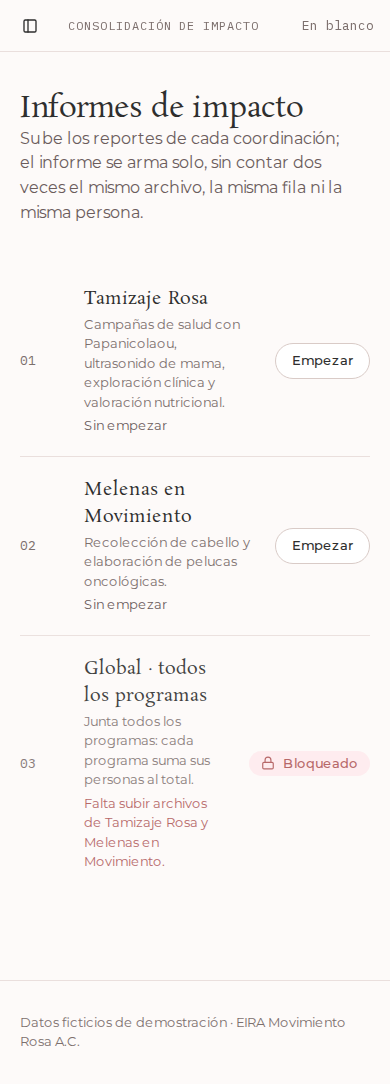 CONSOLIDACIÓN DE IMPACTO
En blanco
Informes de impacto
Sube los reportes de cada coordinación;
el informe se arma solo, sin contar dos
veces el mismo archivo, la misma fila ni la
misma persona.
01
Tamizaje Rosa
Campañas de salud con
Papanicolaou,
ultrasonido de mama,
exploración clínica y
valoración nutricional.
Sin empezar
Empezar
02
Melenas en
Movimiento
Recolección de cabello y
elaboración de pelucas
oncológicas.
Sin empezar
Empezar
03
Global · todos
los programas
Junta todos los
programas: cada
programa suma sus
personas al total.
Falta subir archivos
de Tamizaje Rosa y
Melenas en
Movimiento.
Bloqueado
Datos ficticios de demostración · EIRA Movimiento
Rosa A.C.